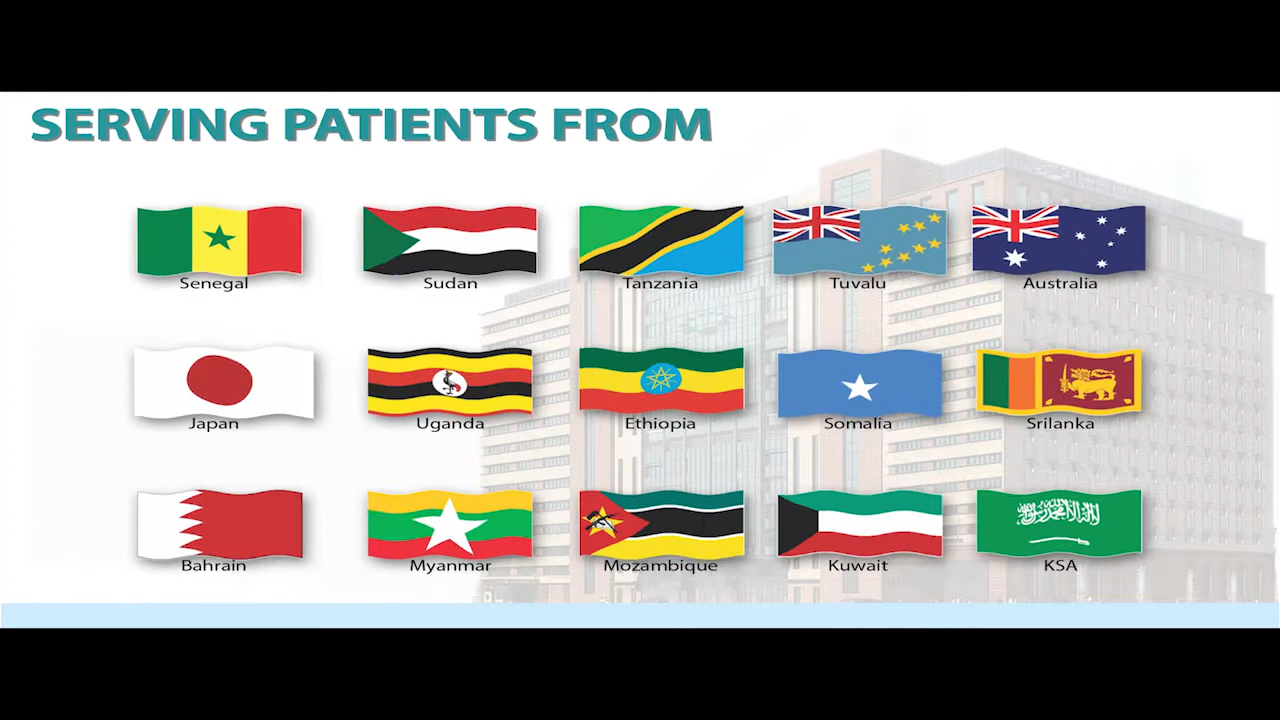 SERVING PATIENTS FROM
Senegal
Sudan
Tanzania
Tuvalu
Australia
Japan
Uganda
Ethiopia
Somalia
Srilanka
Bahrain
Myanmar
Mozambique
Kuwait
KSA